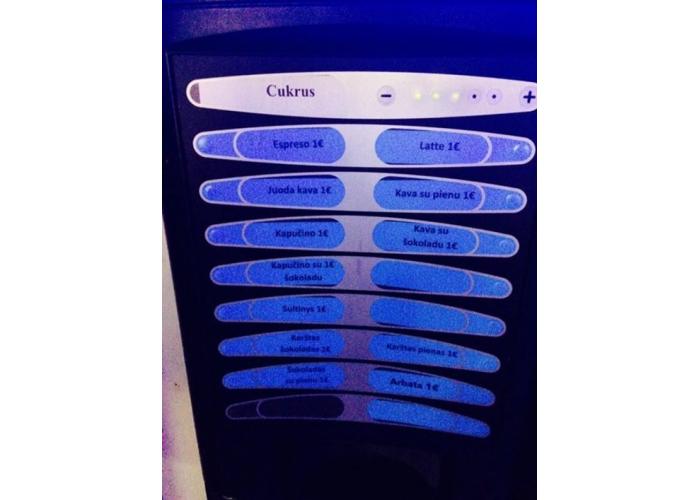 Cukrus − +
Espreso 1€ Latte 1€
Juoda kava 1€ Kava su pienu 1€
Kapučino 1€ Kava su
šokoladu 1€
Kapučino su 1€
šokoladu
Sultinys 1€
Karštas
šokoladas 1€ Karštas pienas 1€
Šokoladas
su pienu 1€ Arbata 1€